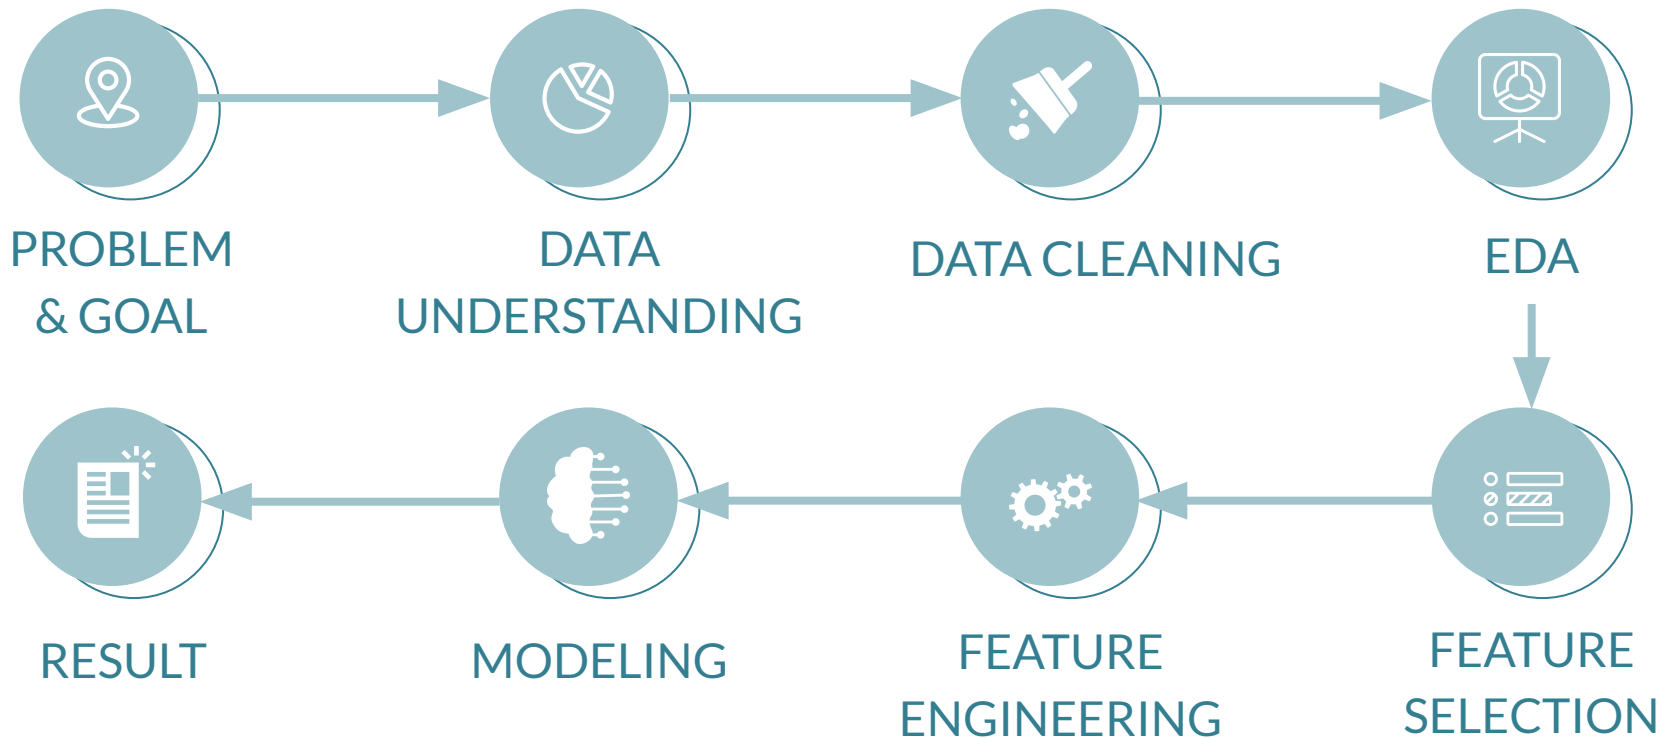 PROBLEM
& GOAL
DATA
UNDERSTANDING
DATA CLEANING
EDA
FEATURE
SELECTION
FEATURE
ENGINEERING
MODELING
RESULT